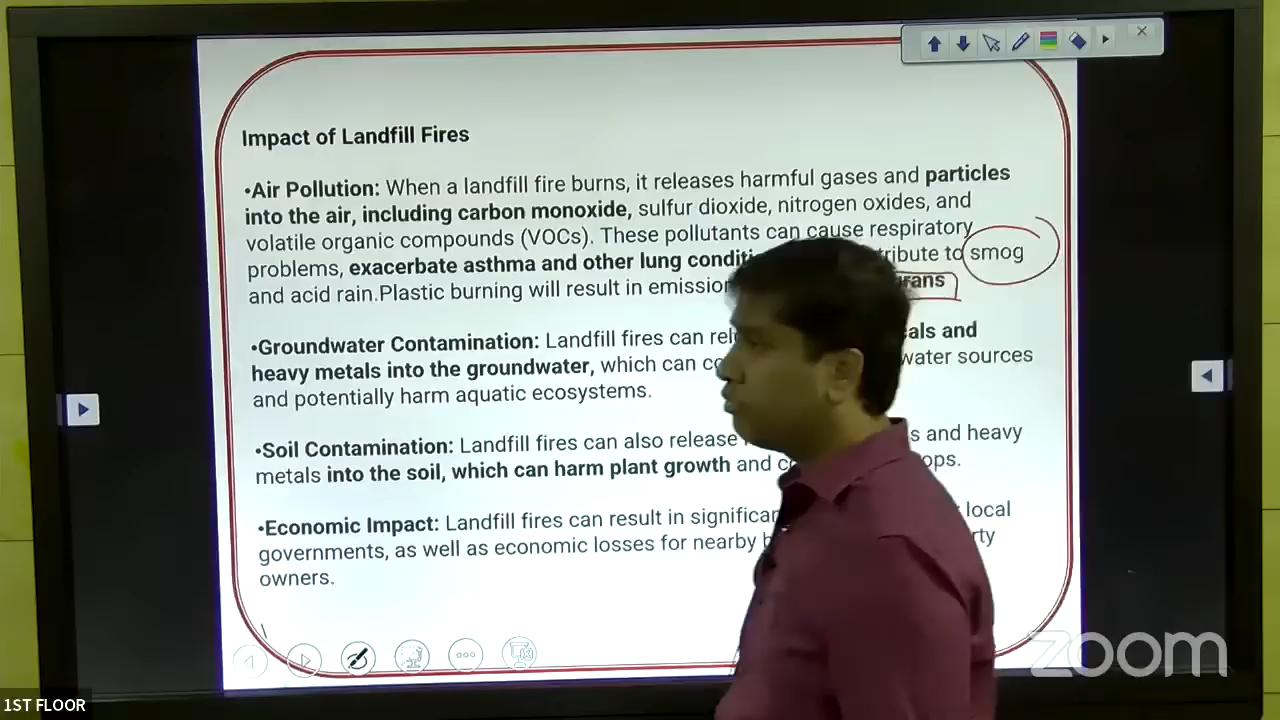 Impact of Landfill Fires
•Air Pollution: When a landfill fire burns, it releases harmful gases and particles
into the air, including carbon monoxide, sulfur dioxide, nitrogen oxides, and
volatile organic compounds (VOCs). These pollutants can cause respiratory
problems, exacerbate asthma and other lung conditi tribute to smog
and acid rain.Plastic burning will result in emission rans
•Groundwater Contamination: Landfill fires can rel als and
heavy metals into the groundwater, which can co water sources
and potentially harm aquatic ecosystems.
•Soil Contamination: Landfill fires can also release s and heavy
metals into the soil, which can harm plant growth and c ops.
•Economic Impact: Landfill fires can result in significan local
governments, as well as economic losses for nearby b rty
owners.
zoom
1ST FLOOR